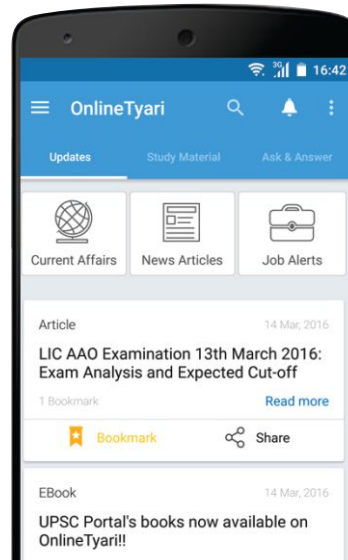 3G 16:42
OnlineTyari
Updates Study Material Ask & Answer
Current Affairs News Articles Job Alerts
Article 14 Mar, 2016
LIC AAO Examination 13th March 2016:
Exam Analysis and Expected Cut-off
1 Bookmark Read more
Bookmark Share
EBook 14 Mar, 2016
UPSC Portal's books now available on
OnlineTyari!!